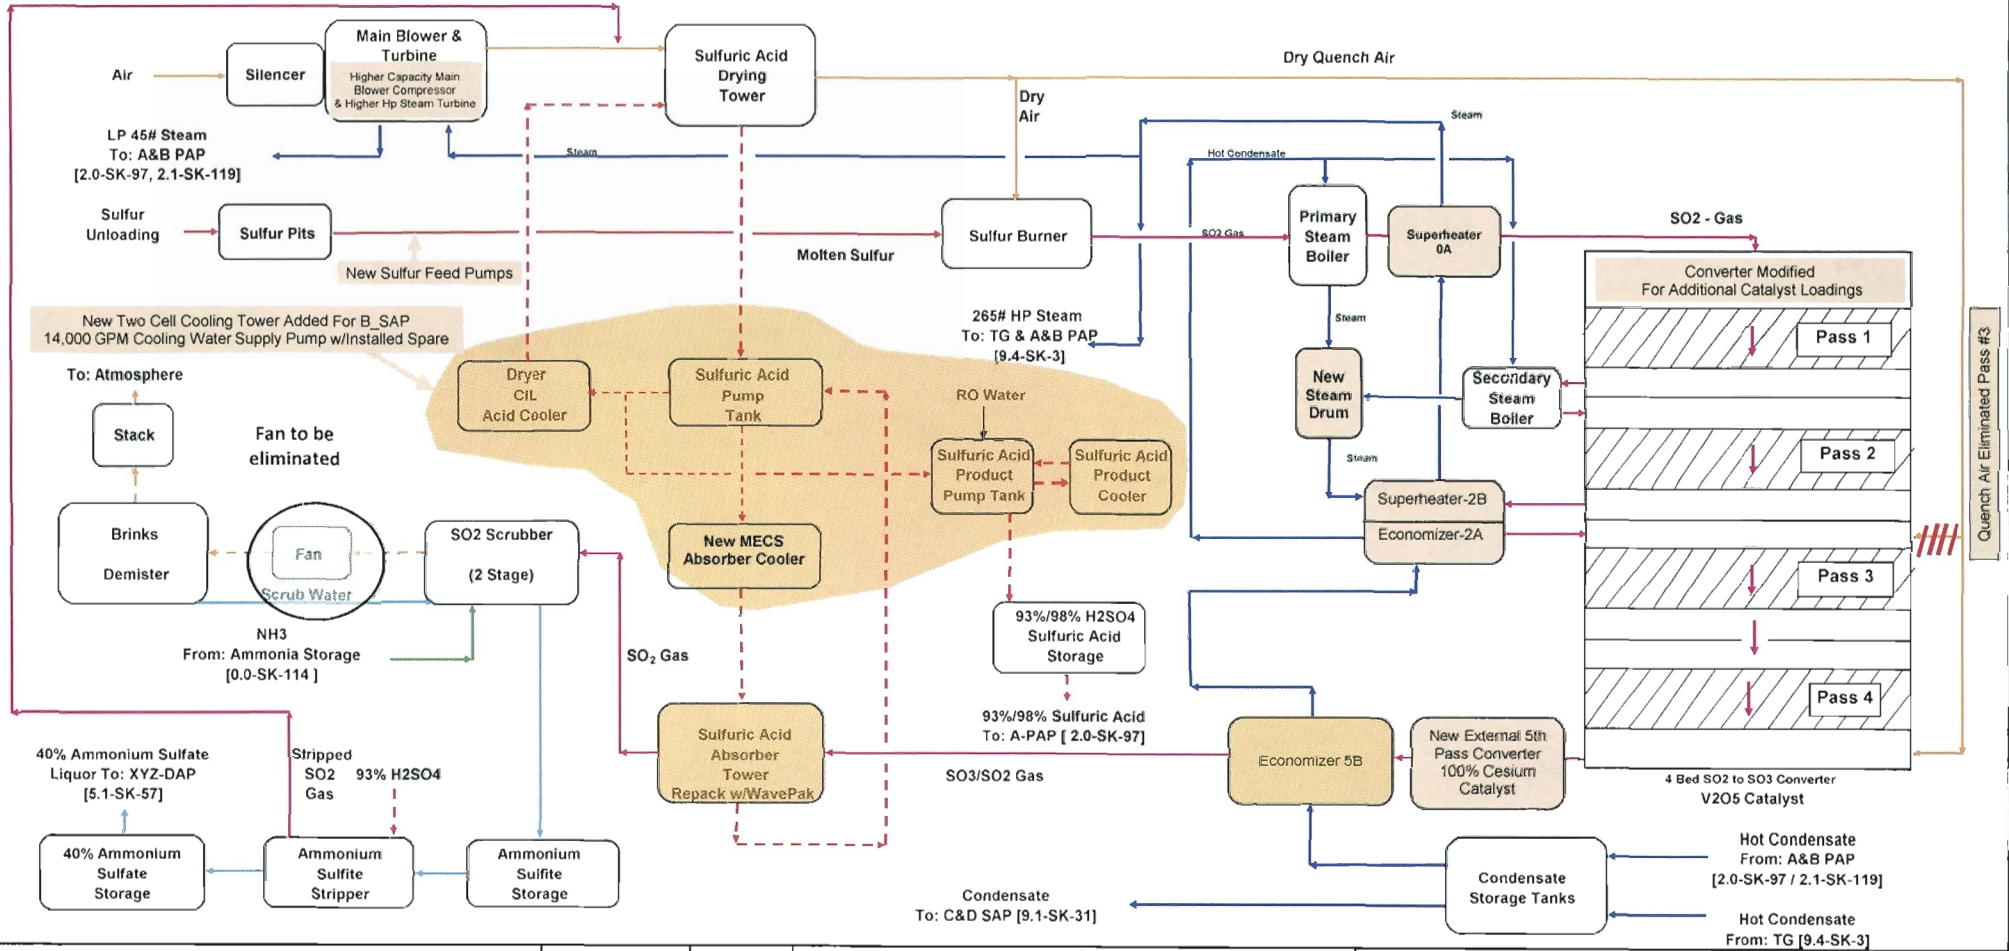 Main Blower &
Turbine
Higher Capacity Main
Blower Compressor
& Higher Hp Steam Turbine
Silencer
Air
Sulfuric Acid
Drying
Tower
Dry Quench Air
Dry
Air
LP 45# Steam
To: A&B PAP
[2.0-SK-97, 2.1-SK-119]
Steam
Steam
Hot Condensate
Sulfur
Unloading
Sulfur Pits
New Sulfur Feed Pumps
Molten Sulfur
Sulfur Burner
SO2 Gas
Primary
Steam
Boiler
Superheater
0A
SO2 - Gas
Converter Modified
For Additional Catalyst Loadings
Pass 1
Pass 2
Pass 3
Pass 4
Quench Air Eliminated Pass #3
4 Bed SO2 to SO3 Converter
V2O5 Catalyst
New Two Cell Cooling Tower Added For B_SAP
14,000 GPM Cooling Water Supply Pump w/Installed Spare
265# HP Steam
To: TG & A&B PAP
[9.4-SK-3]
Steam
New
Steam
Drum
Secondary
Steam
Boiler
Steam
Superheater-2B
Economizer-2A
To: Atmosphere
Stack
Fan to be
eliminated
Dryer
CIL
Acid Cooler
Sulfuric Acid
Pump
Tank
RO Water
Sulfuric Acid
Product
Pump Tank
Sulfuric Acid
Product
Cooler
New MECS
Absorber Cooler
Brinks
Demister
Fan
Scrub Water
SO2 Scrubber
(2 Stage)
NH3
From: Ammonia Storage
[0.0-SK-114 ]
SO2 Gas
93%/98% H2SO4
Sulfuric Acid
Storage
93%/98% Sulfuric Acid
To: A-PAP [ 2.0-SK-97]
Sulfuric Acid
Absorber
Tower
Repack w/WavePak
SO3/SO2 Gas
Economizer 5B
New External 5th
Pass Converter
100% Cesium
Catalyst
40% Ammonium Sulfate
Liquor To: XYZ-DAP
[5.1-SK-57]
Stripped
SO2
Gas
93% H2SO4
40% Ammonium
Sulfate
Storage
Ammonium
Sulfite
Stripper
Ammonium
Sulfite
Storage
Condensate
To: C&D SAP [9.1-SK-31]
Condensate
Storage Tanks
Hot Condensate
From: A&B PAP
[2.0-SK-97 / 2.1-SK-119]
Hot Condensate
From: TG [9.4-SK-3]